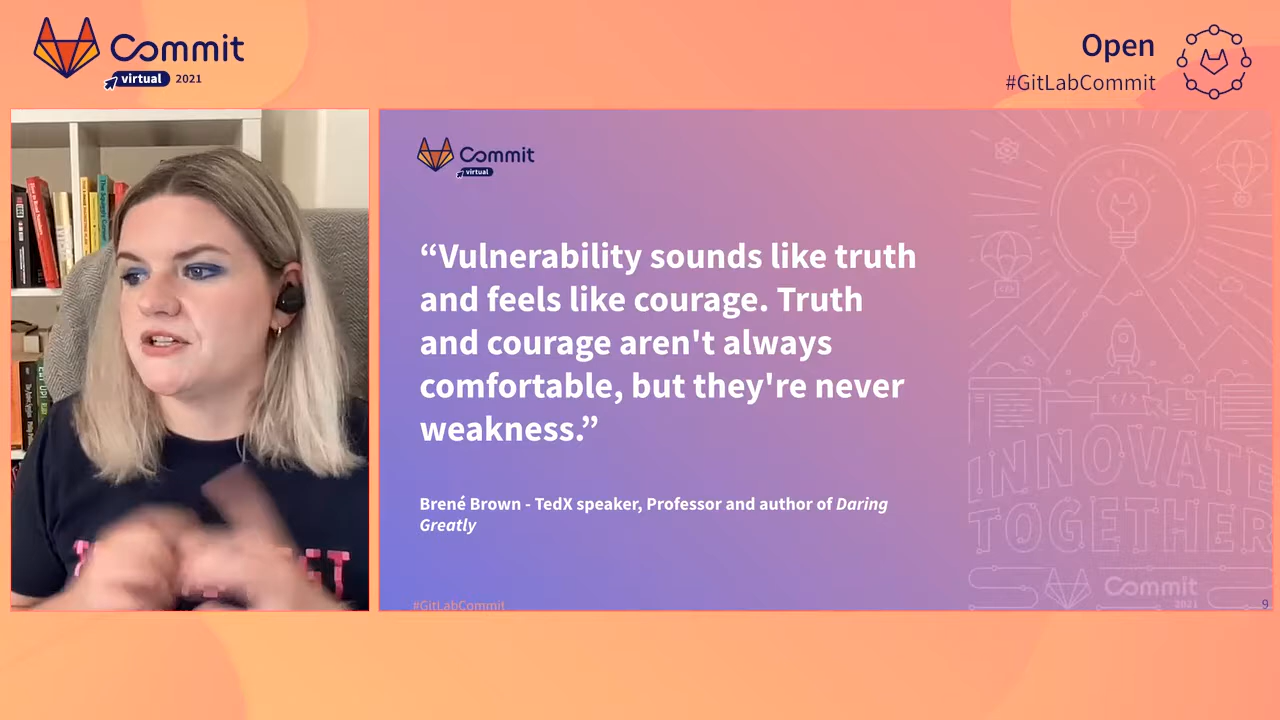 Commit
virtual 2021
Open
#GitLabCommit
Commit
virtual
“Vulnerability sounds like truth
and feels like courage. Truth
and courage aren't always
comfortable, but they're never
weakness.”
Brené Brown - TedX speaker, Professor and author of Daring
Greatly
#GitLabCommit
INNOVATE
TOGETHER
Commit
2021
9